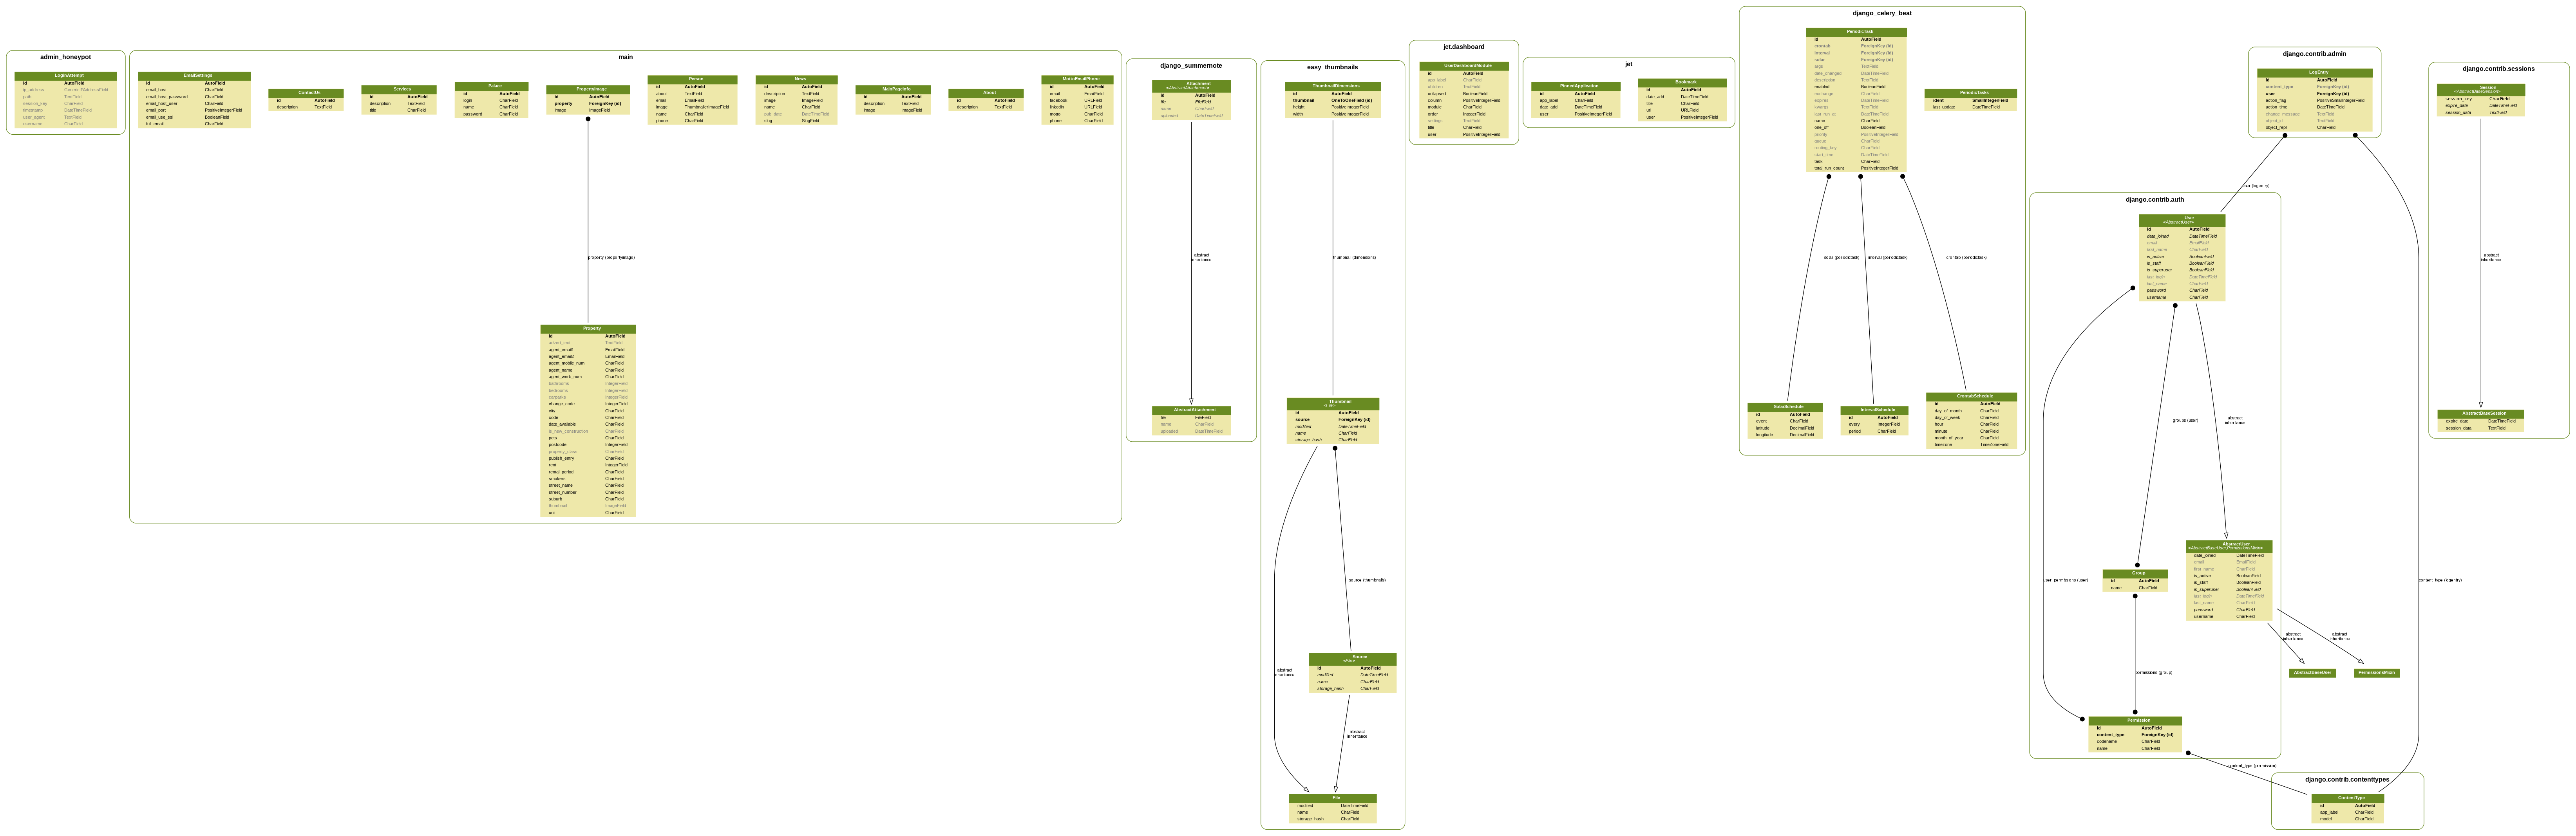 admin_honeypot
LoginAttempt
id AutoField
ip_address GenericIPAddressField
path TextField
session_key CharField
timestamp DateTimeField
user_agent TextField
username CharField
main
EmailSettings
id AutoField
email_host CharField
email_host_password CharField
email_host_user CharField
email_port PositiveIntegerField
email_use_ssl BooleanField
full_email CharField
ContactUs
id AutoField
description TextField
Services
id AutoField
description TextField
title CharField
Palace
id AutoField
login CharField
name CharField
password CharField
PropertyImage
id AutoField
property ForeignKey (id)
image ImageField
Person
id AutoField
about TextField
email EmailField
image ThumbnailerImageField
name CharField
phone CharField
News
id AutoField
description TextField
image ImageField
name CharField
pub_date DateTimeField
slug SlugField
MainPageInfo
id AutoField
description TextField
image ImageField
About
id AutoField
description TextField
MottoEmailPhone
id AutoField
email EmailField
facebook URLField
linkedin URLField
motto CharField
phone CharField
property (propertyimage)
Property
id AutoField
advert_text TextField
agent_email1 EmailField
agent_email2 EmailField
agent_mobile_num CharField
agent_name CharField
agent_work_num CharField
bathrooms IntegerField
bedrooms IntegerField
carparks IntegerField
change_code IntegerField
city CharField
code CharField
date_available CharField
is_new_construction CharField
pets CharField
postcode IntegerField
property_class CharField
publish_entry CharField
rent IntegerField
rental_period CharField
smokers CharField
street_name CharField
street_number CharField
suburb CharField
thumbnail ImageField
unit CharField
django_summernote
Attachment
<AbstractAttachment>
id AutoField
file FileField
name CharField
uploaded DateTimeField
abstract
inheritance
AbstractAttachment
file FileField
name CharField
uploaded DateTimeField
easy_thumbnails
ThumbnailDimensions
id AutoField
thumbnail OneToOneField (id)
height PositiveIntegerField
width PositiveIntegerField
thumbnail (dimensions)
Thumbnail
<File>
id AutoField
source ForeignKey (id)
modified DateTimeField
name CharField
storage_hash CharField
source (thumbnails)
abstract
inheritance
Source
<File>
id AutoField
modified DateTimeField
name CharField
storage_hash CharField
abstract
inheritance
File
modified DateTimeField
name CharField
storage_hash CharField
jet.dashboard
UserDashboardModule
id AutoField
app_label CharField
children TextField
collapsed BooleanField
column PositiveIntegerField
module CharField
order IntegerField
settings TextField
title CharField
user PositiveIntegerField
jet
PinnedApplication
id AutoField
app_label CharField
date_add DateTimeField
user PositiveIntegerField
Bookmark
id AutoField
date_add DateTimeField
title CharField
url URLField
user PositiveIntegerField
django_celery_beat
PeriodicTask
id AutoField
crontab ForeignKey (id)
interval ForeignKey (id)
solar ForeignKey (id)
args TextField
date_changed DateTimeField
description TextField
enabled BooleanField
exchange CharField
expires DateTimeField
kwargs TextField
last_run_at DateTimeField
name CharField
one_off BooleanField
priority PositiveIntegerField
queue CharField
routing_key CharField
start_time DateTimeField
task CharField
total_run_count PositiveIntegerField
PeriodicTasks
ident SmallIntegerField
last_update DateTimeField
solar (periodictask)
interval (periodictask)
crontab (periodictask)
SolarSchedule
id AutoField
event CharField
latitude DecimalField
longitude DecimalField
IntervalSchedule
id AutoField
every IntegerField
period CharField
CrontabSchedule
id AutoField
day_of_month CharField
day_of_week CharField
hour CharField
minute CharField
month_of_year CharField
timezone TimeZoneField
django.contrib.admin
LogEntry
id AutoField
content_type ForeignKey (id)
user ForeignKey (id)
action_flag PositiveSmallIntegerField
action_time DateTimeField
change_message TextField
object_id TextField
object_repr CharField
user (logentry)
content_type (logentry)
django.contrib.auth
User
<AbstractUser>
id AutoField
date_joined DateTimeField
email EmailField
first_name CharField
is_active BooleanField
is_staff BooleanField
is_superuser BooleanField
last_login DateTimeField
last_name CharField
password CharField
username CharField
groups (user)
abstract
inheritance
user_permissions (user)
AbstractUser
<AbstractBaseUser,PermissionsMixin>
date_joined DateTimeField
email EmailField
first_name CharField
is_active BooleanField
is_staff BooleanField
is_superuser BooleanField
last_login DateTimeField
last_name CharField
password CharField
username CharField
Group
id AutoField
name CharField
abstract
inheritance
abstract
inheritance
AbstractBaseUser
PermissionsMixin
permissions (group)
Permission
id AutoField
content_type ForeignKey (id)
codename CharField
name CharField
content_type (permission)
django.contrib.contenttypes
ContentType
id AutoField
app_label CharField
model CharField
django.contrib.sessions
Session
<AbstractBaseSession>
session_key CharField
expire_date DateTimeField
session_data TextField
abstract
inheritance
AbstractBaseSession
expire_date DateTimeField
session_data TextField